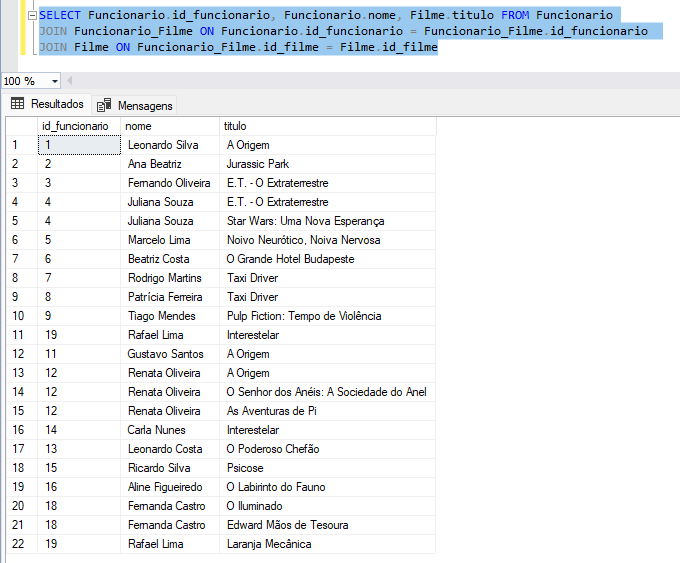 SELECT Funcionario.id_funcionario, Funcionario.nome, Filme.titulo FROM Funcionario
JOIN Funcionario_Filme ON Funcionario.id_funcionario = Funcionario_Filme.id_funcionario
JOIN Filme ON Funcionario_Filme.id_filme = Filme.id_filme
100 %
Resultados Mensagens
id_funcionario nome titulo
1 1 Leonardo Silva A Origem
2 2 Ana Beatriz Jurassic Park
3 3 Fernando Oliveira E.T. - O Extraterrestre
4 4 Juliana Souza E.T. - O Extraterrestre
5 4 Juliana Souza Star Wars: Uma Nova Esperança
6 5 Marcelo Lima Noivo Neurótico, Noiva Nervosa
7 6 Beatriz Costa O Grande Hotel Budapeste
8 7 Rodrigo Martins Taxi Driver
9 8 Patrícia Ferreira Taxi Driver
10 9 Tiago Mendes Pulp Fiction: Tempo de Violência
11 19 Rafael Lima Interestelar
12 11 Gustavo Santos A Origem
13 12 Renata Oliveira A Origem
14 12 Renata Oliveira O Senhor dos Anéis: A Sociedade do Anel
15 12 Renata Oliveira As Aventuras de Pi
16 14 Carla Nunes Interestelar
17 13 Leonardo Costa O Poderoso Chefão
18 15 Ricardo Silva Psicose
19 16 Aline Figueiredo O Labirinto do Fauno
20 18 Fernanda Castro O Iluminado
21 18 Fernanda Castro Edward Mãos de Tesoura
22 19 Rafael Lima Laranja Mecânica